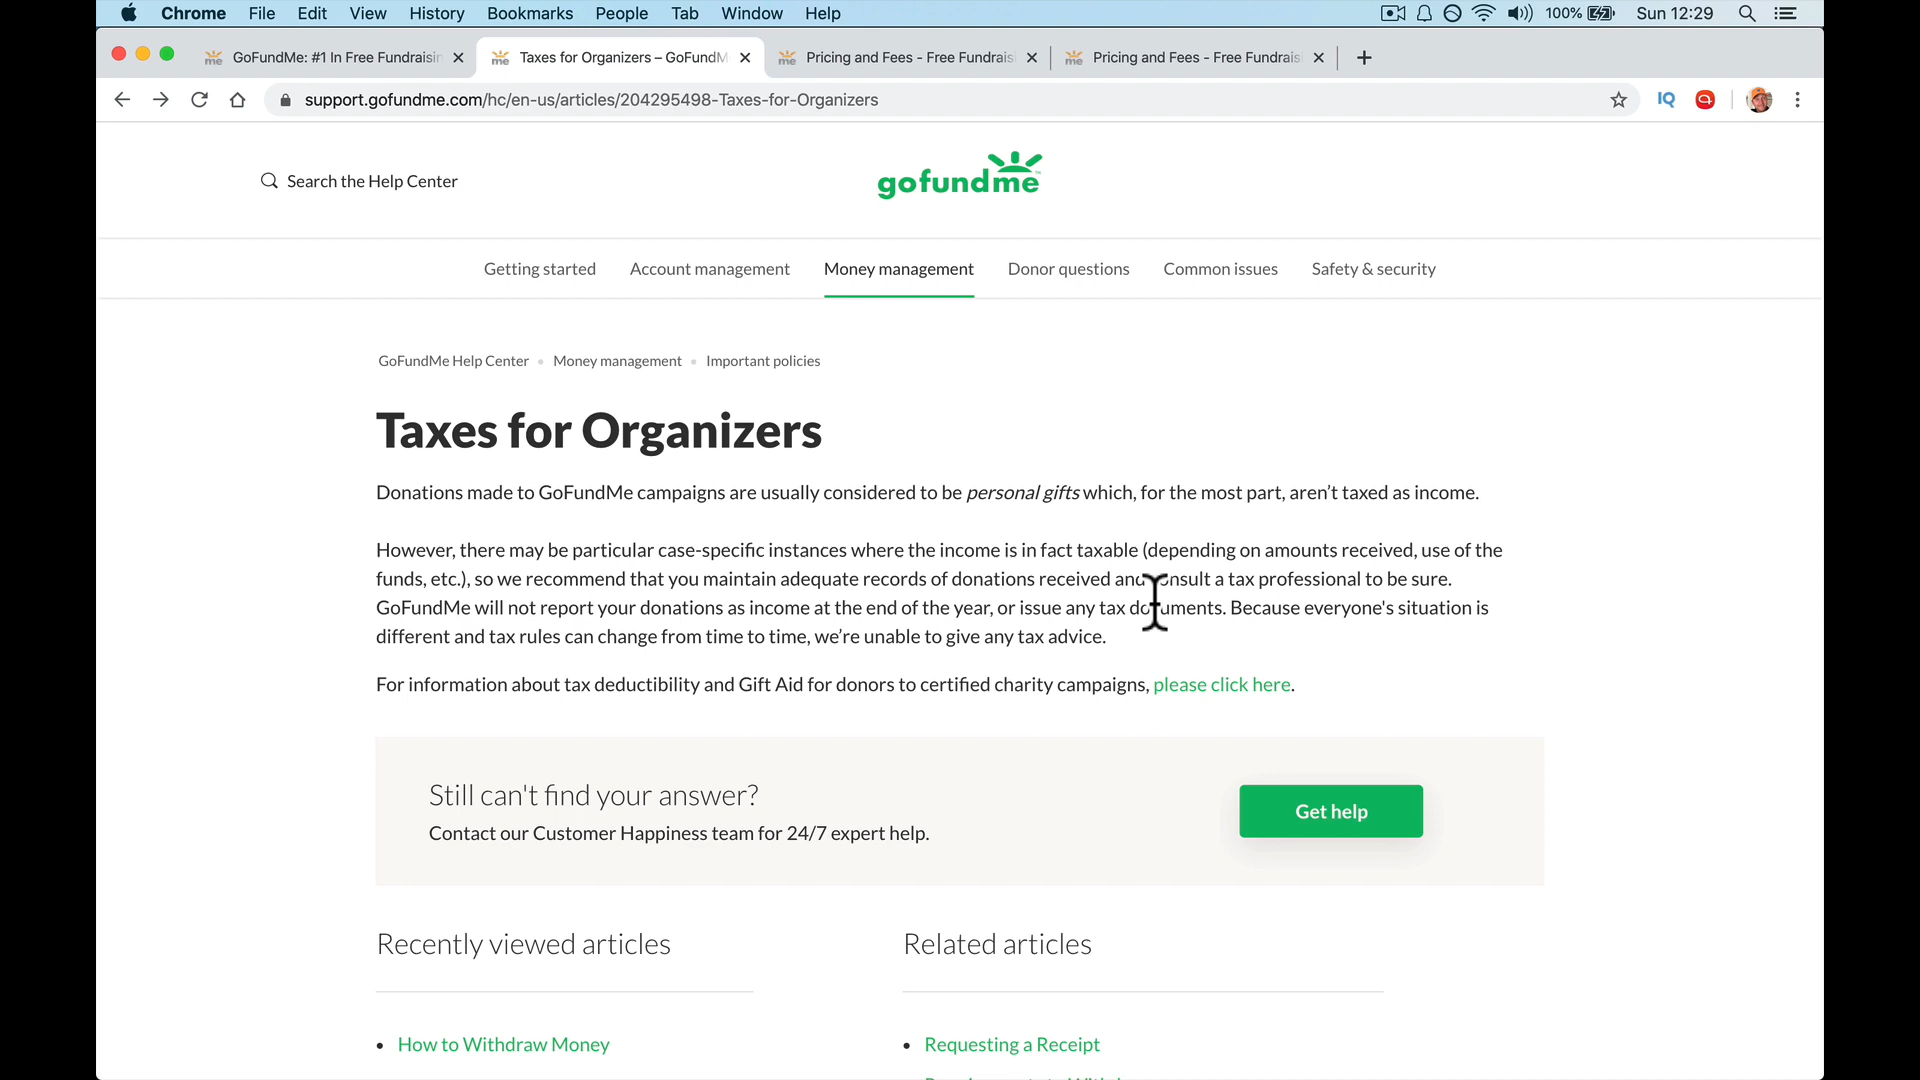 Chrome File Edit View History Bookmarks People Tab Window Help 100% Sun 12:29
GoFundMe: #1 In Free Fundraisin Taxes for Organizers – GoFundM Pricing and Fees - Free Fundrais Pricing and Fees - Free Fundrais
support.gofundme.com/hc/en-us/articles/204295498-Taxes-for-Organizers IQ
Search the Help Center
gofundme
Getting started Account management Money management Donor questions Common issues Safety & security
GoFundMe Help Center • Money management • Important policies
Taxes for Organizers
Donations made to GoFundMe campaigns are usually considered to be personal gifts which, for the most part, aren’t taxed as income.
However, there may be particular case-specific instances where the income is in fact taxable (depending on amounts received, use of the
funds, etc.), so we recommend that you maintain adequate records of donations received and consult a tax professional to be sure.
GoFundMe will not report your donations as income at the end of the year, or issue any tax documents. Because everyone's situation is
different and tax rules can change from time to time, we’re unable to give any tax advice.
For information about tax deductibility and Gift Aid for donors to certified charity campaigns, please click here.
Still can't find your answer?
Contact our Customer Happiness team for 24/7 expert help.
Get help
Recently viewed articles
Related articles
• How to Withdraw Money
• Requesting a Receipt